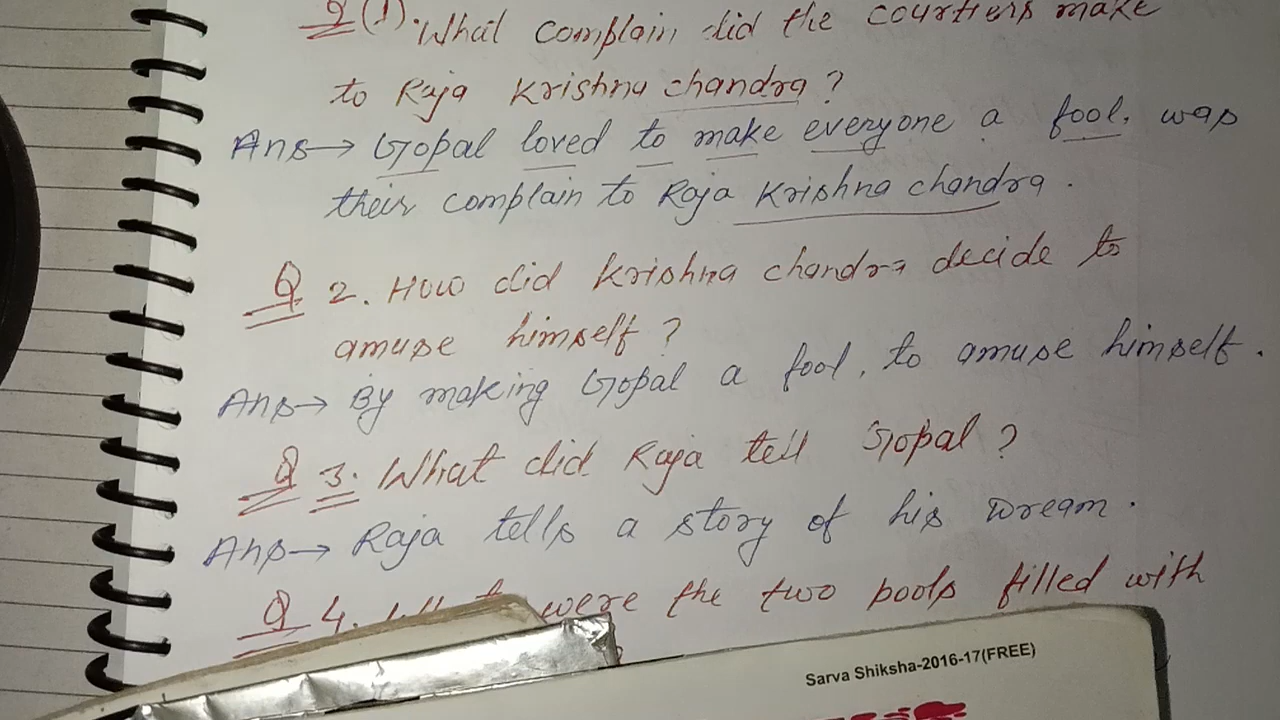 Q (1). What complain did the courtiers make
to Raja Krishna chandra ?
Ans→ Gopal loved to make everyone a fool, was
their complain to Raja Krishna chandra .
Q 2. How did Krishna chandra decide to
amuse himself ?
Ans→ By making Gopal a fool, to amuse himself .
Q 3. What did Raja tell Gopal ?
Ans→ Raja tells a story of his Dream .
Q 4. were the two pools filled with
Sarva Shiksha-2016-17(FREE)